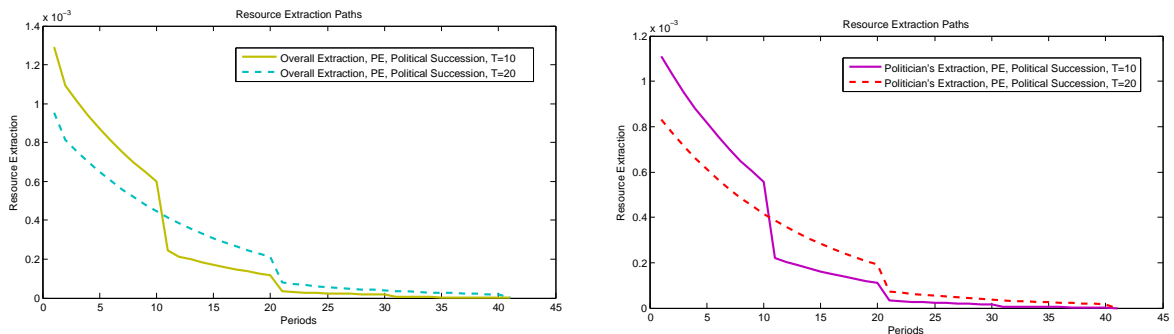 Resource Extraction Paths
x 10⁻³
1.4
1.2
1
0.8
0.6
0.4
0.2
0
Resource Extraction
Overall Extraction, PE, Political Succession, T=10
Overall Extraction, PE, Political Succession, T=20
0 5 10 15 20 25 30 35 40 45
Periods
Resource Extraction Paths
x 10⁻³
1.2
1
0.8
0.6
0.4
0.2
0
Resource Extraction
Politician's Extraction, PE, Political Succession, T=10
Politician's Extraction, PE, Political Succession, T=20
0 5 10 15 20 25 30 35 40 45
Periods